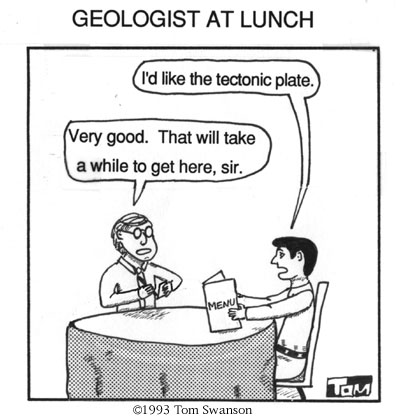 GEOLOGIST AT LUNCH
I'd like the tectonic plate.
Very good. That will take
a while to get here, sir.
MENU
TOM
©1993 Tom Swanson